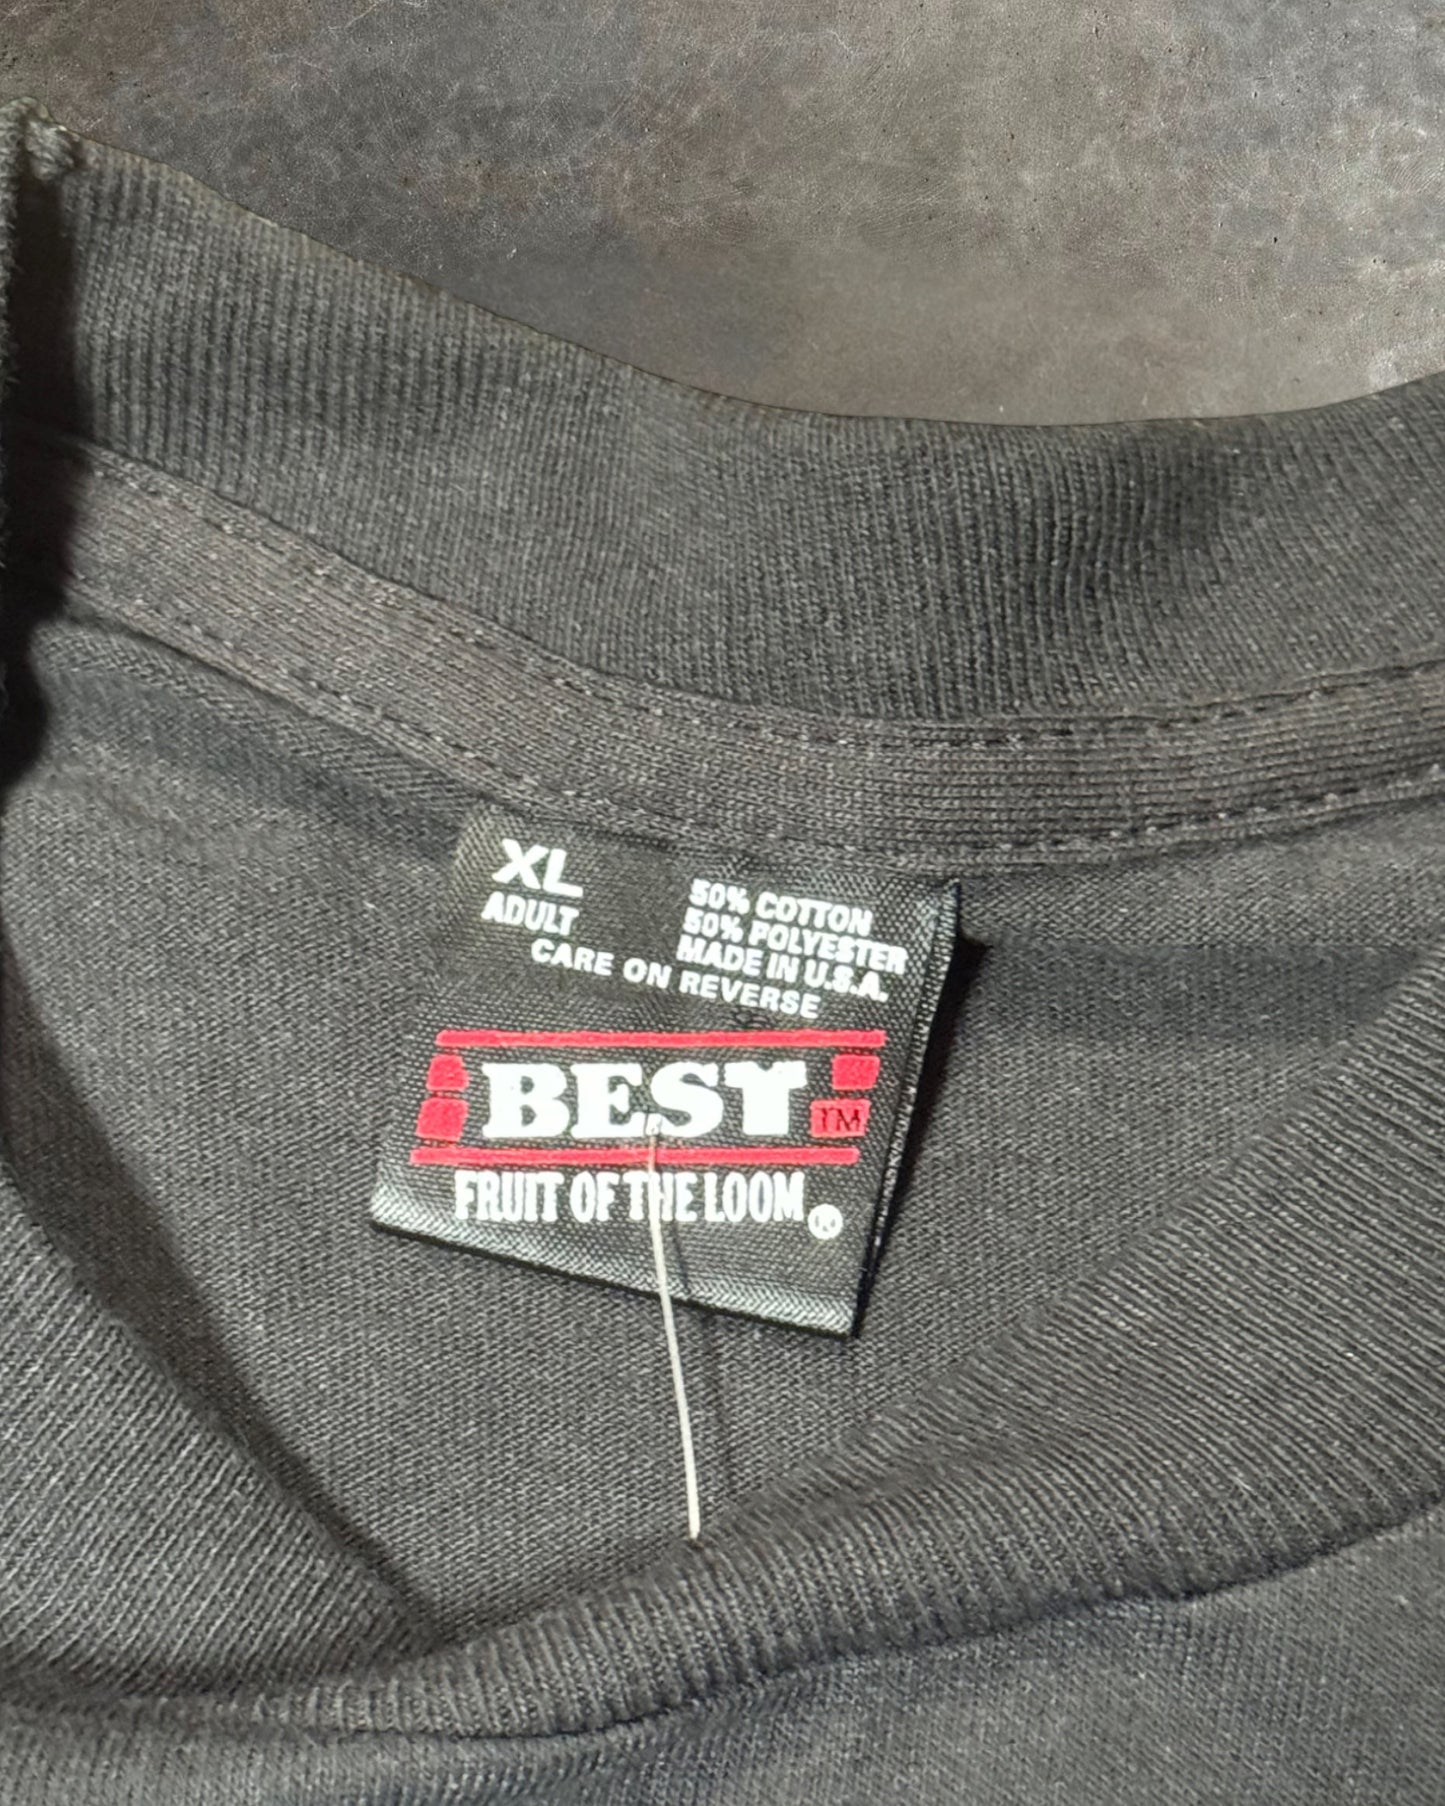 XL
ADULT
50% COTTON
50% POLYESTER
MADE IN U.S.A.
CARE ON REVERSE
BEST
TM
FRUIT OF THE LOOM®